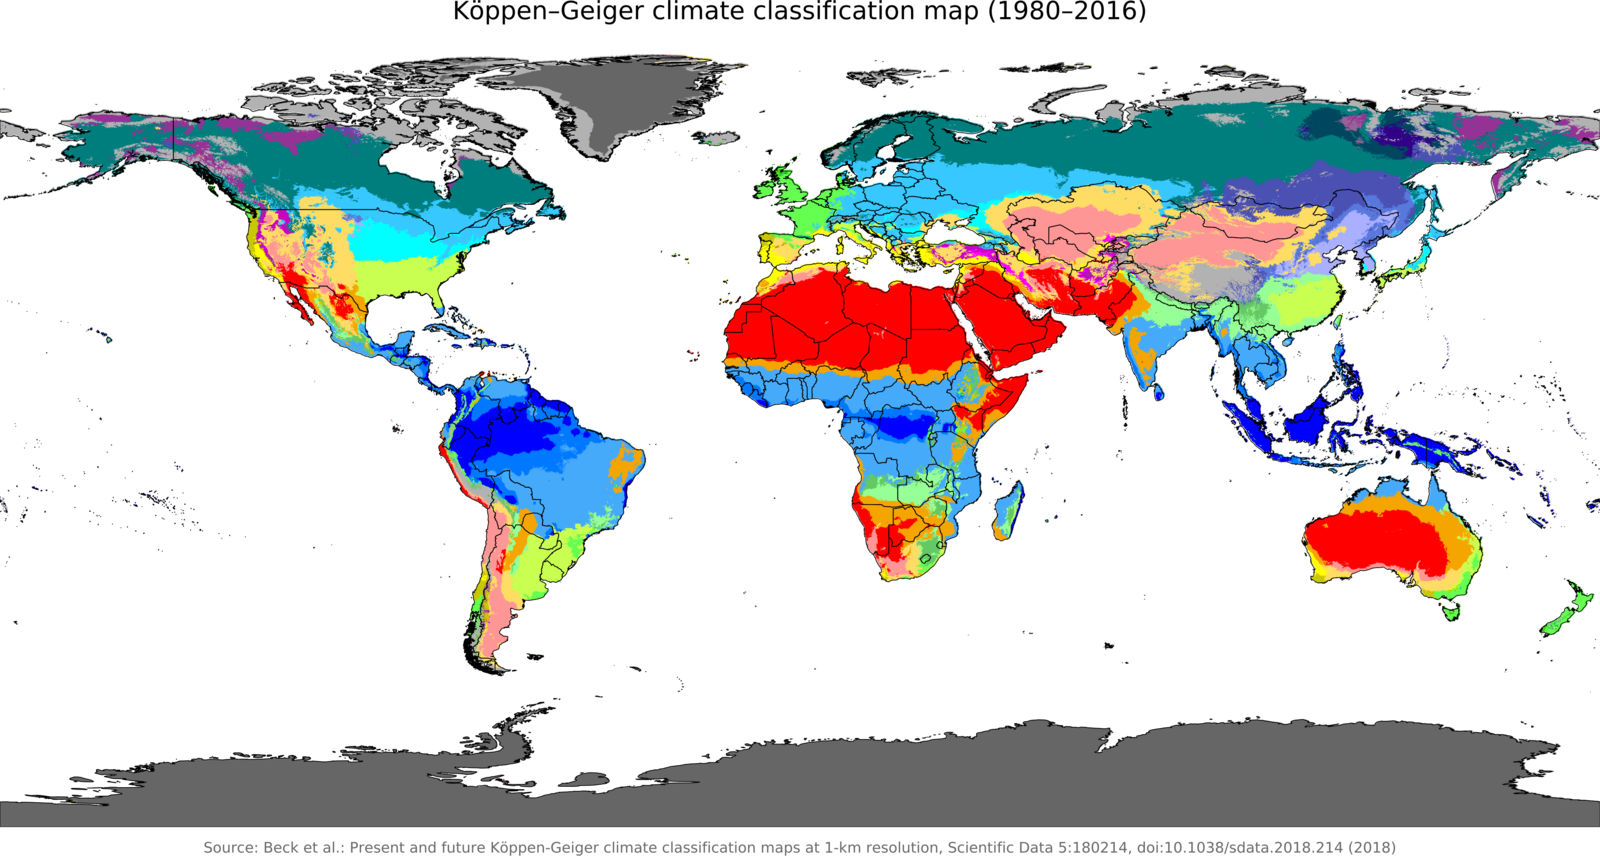 Köppen–Geiger climate classification map (1980–2016)
Source: Beck et al.: Present and future Köppen-Geiger climate classification maps at 1-km resolution, Scientific Data 5:180214, doi:10.1038/sdata.2018.214 (2018)